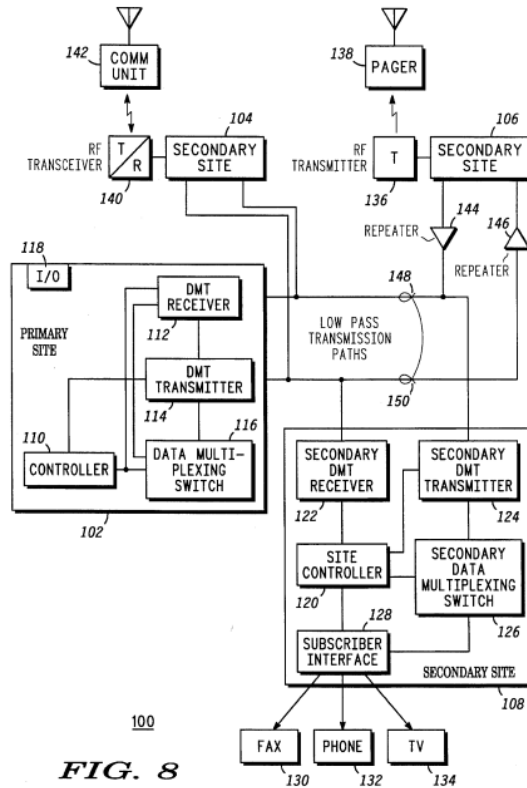 142
COMM
UNIT
138
PAGER
RF
TRANSCEIVER
T
R
140
104
SECONDARY
SITE
RF
TRANSMITTER
T
136
106
SECONDARY
SITE
REPEATER
144
146
REPEATER
118
I/O
PRIMARY
SITE
DMT
RECEIVER
112
DMT
TRANSMITTER
114
116
DATA MULTI-
PLEXING
SWITCH
110
CONTROLLER
102
148
LOW PASS
TRANSMISSION
PATHS
150
SECONDARY
DMT
RECEIVER
122
SECONDARY
DMT
TRANSMITTER
124
SITE
CONTROLLER
120
SECONDARY
DATA
MULTIPLEXING
SWITCH
126
128
SUBSCRIBER
INTERFACE
SECONDARY SITE
108
FAX
130
PHONE
132
TV
134
100
FIG. 8